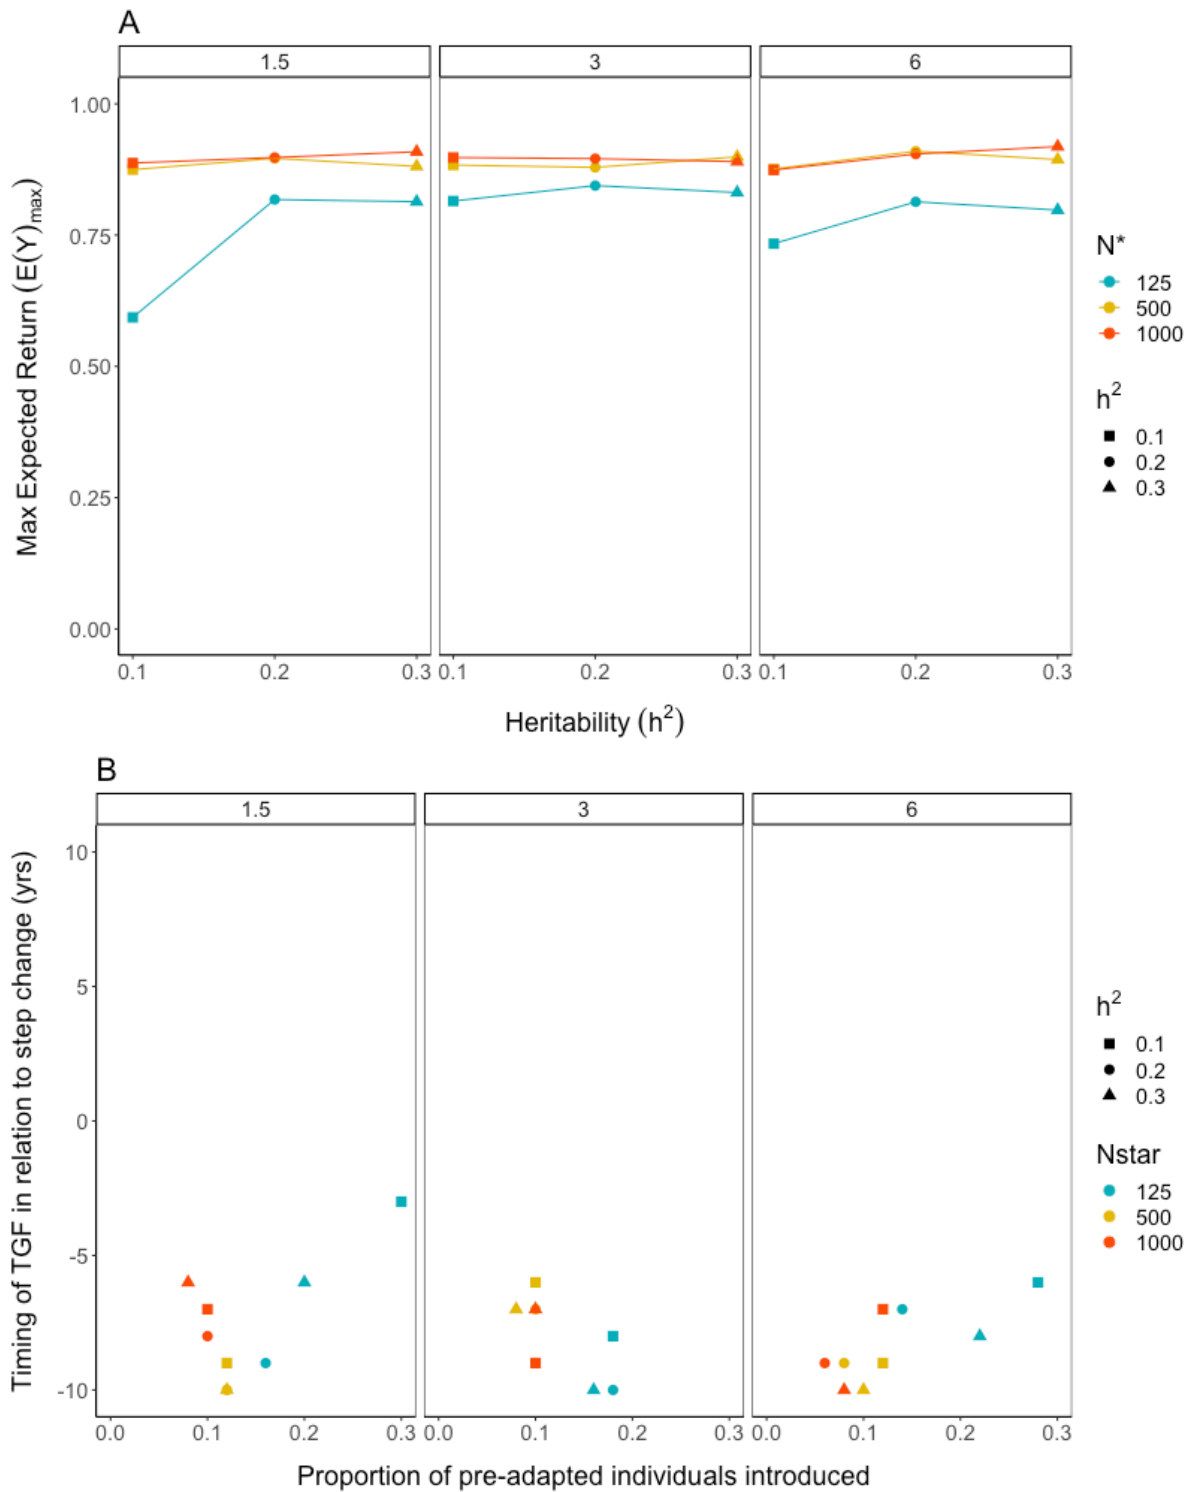 A
1.5 3 6
1.00
0.75
0.50
0.25
0.00
Max Expected Return (E(Y)max)
0.1 0.2 0.3 0.1 0.2 0.3 0.1 0.2 0.3
Heritability (h²)
N*
125
500
1000
h²
0.1
0.2
0.3
B
1.5 3 6
10
5
0
-5
-10
Timing of TGF in relation to step change (yrs)
0.0 0.1 0.2 0.3 0.0 0.1 0.2 0.3 0.0 0.1 0.2 0.3
Proportion of pre-adapted individuals introduced
h²
0.1
0.2
0.3
Nstar
125
500
1000